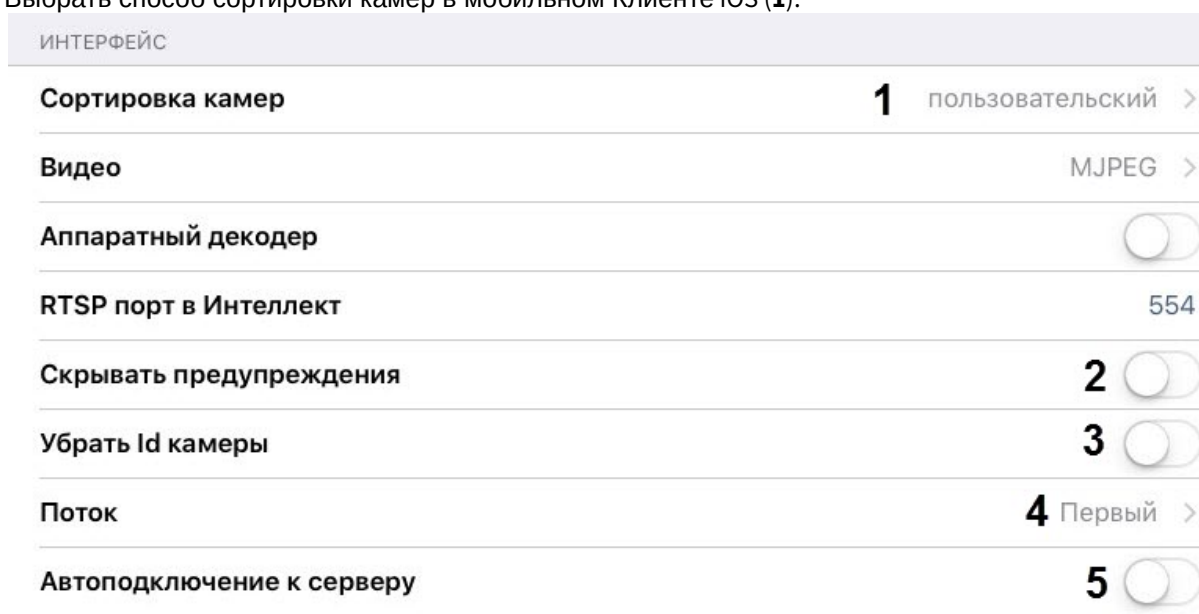 Выбрать способ сортировки камер в мобильном Клиенте iOS (1).
ИНТЕРФЕЙС
Сортировка камер 1 пользовательский >
Видео MJPEG >
Аппаратный декодер
RTSP порт в Интеллект 554
Скрывать предупреждения 2
Убрать Id камеры 3
Поток 4 Первый >
Автоподключение к серверу 5